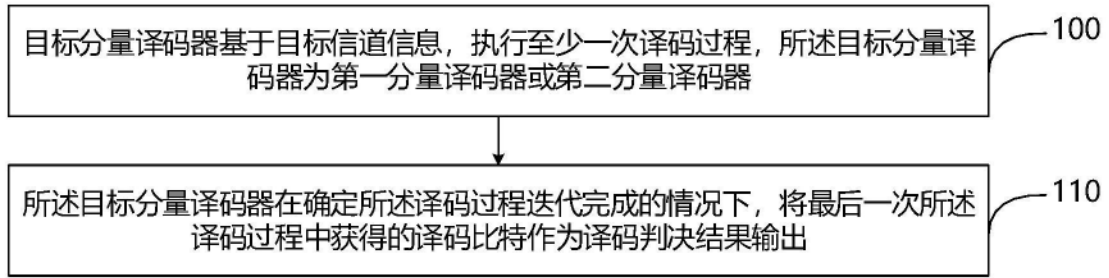 目标分量译码器基于目标信道信息，执行至少一次译码过程，所述目标分量译
码器为第一分量译码器或第二分量译码器
100
所述目标分量译码器在确定所述译码过程迭代完成的情况下，将最后一次所述
译码过程中获得的译码比特作为译码判决结果输出
110